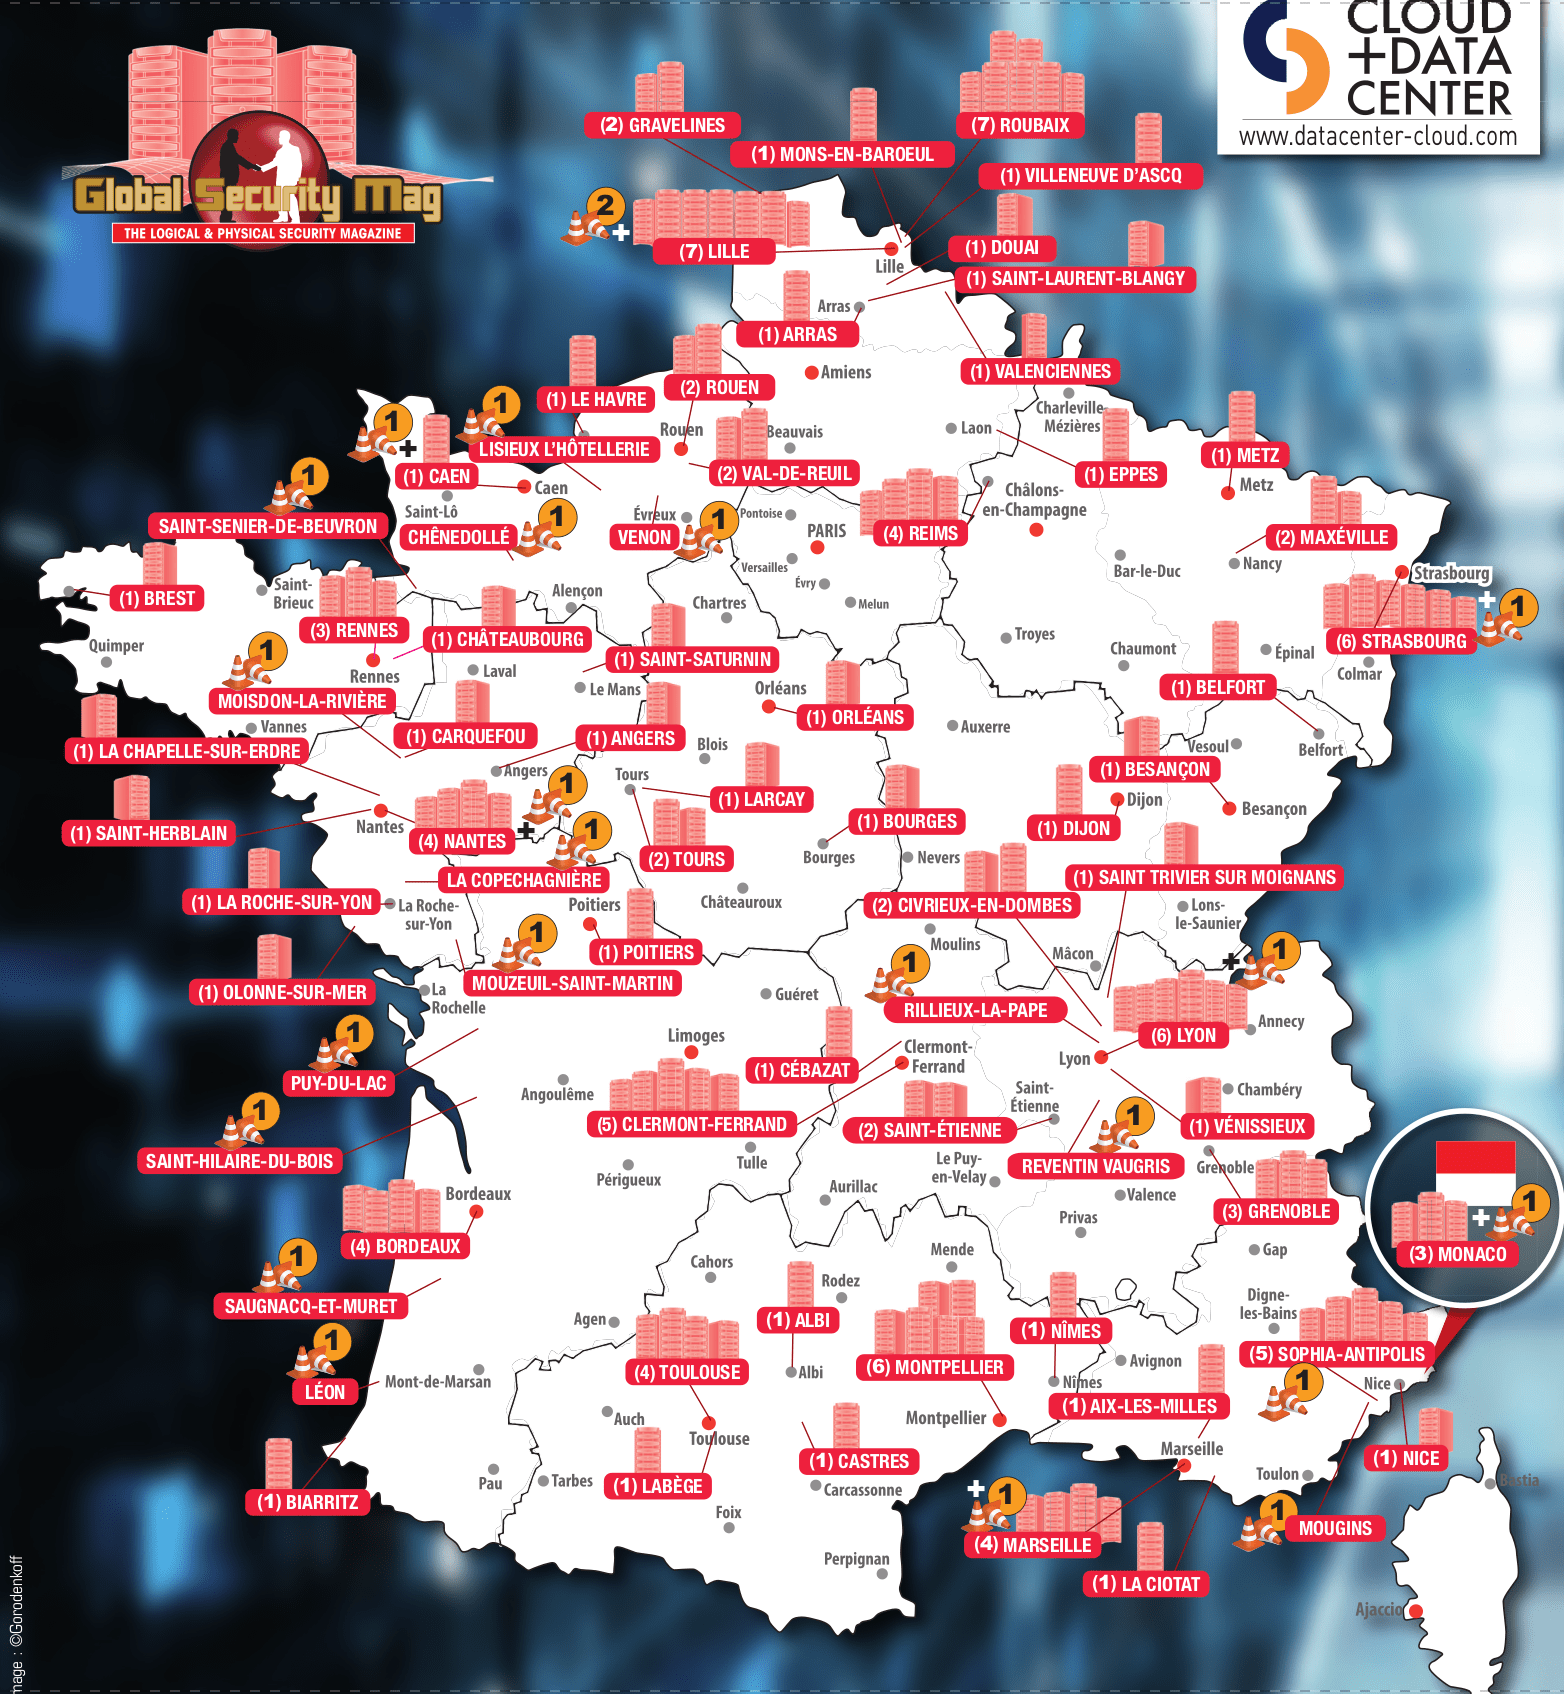 CLOUD
+DATA
CENTER
www.datacenter-cloud.com
Global Security Mag
THE LOGICAL & PHYSICAL SECURITY MAGAZINE
(2) GRAVELINES
(7) ROUBAIX
(1) MONS-EN-BAROEUL
(1) VILLENEUVE D'ASCQ
2
+
(7) LILLE
(1) DOUAI
Lille
(1) SAINT-LAURENT-BLANGY
Arras
(1) ARRAS
Amiens
(1) VALENCIENNES
(1) LE HAVRE
(2) ROUEN
Charleville
Mézières
1
+
1
Rouen
Beauvais
Laon
LISIEUX L'HÔTELLERIE
(1) METZ
(1) CAEN
(2) VAL-DE-REUIL
(1) EPPES
Caen
Metz
1
Saint-Lô
Châlons-
en-Champagne
SAINT-SENIER-DE-BEUVRON
CHÊNEDOLLÉ
1
Évreux
Pontoise
VENON
1
PARIS
(4) REIMS
(2) MAXÉVILLE
Versailles
Nancy
Bar-le-Duc
Strasbourg
Saint-
Brieuc
Alençon
Évry
Melun
(1) BREST
Chartres
+
1
(3) RENNES
(1) CHÂTEAUBOURG
Troyes
(6) STRASBOURG
Quimper
1
(1) SAINT-SATURNIN
Chaumont
Épinal
Rennes
Laval
Colmar
MOISDON-LA-RIVIÈRE
Le Mans
Orléans
(1) ORLÉANS
(1) BELFORT
Vannes
(1) CARQUEFOU
(1) ANGERS
Auxerre
(1) LA CHAPELLE-SUR-ERDRE
Blois
Vesoul
Belfort
Angers
Tours
(1) BESANÇON
1
(1) LARCAY
Dijon
Besançon
(1) SAINT-HERBLAIN
Nantes
(4) NANTES
+
1
(1) BOURGES
(1) DIJON
(2) TOURS
Bourges
Nevers
LA COPECHAGNIÈRE
(1) SAINT TRIVIER SUR MOIGNANS
(1) LA ROCHE-SUR-YON
La Roche-
sur-Yon
Poitiers
Châteauroux
(2) CIVRIEUX-EN-DOMBES
Lons-
le-Saunier
1
(1) POITIERS
Moulins
Mâcon
+
1
(1) OLONNE-SUR-MER
MOUZEUIL-SAINT-MARTIN
1
La
Rochelle
Guéret
RILLIEUX-LA-PAPE
Annecy
1
Limoges
(6) LYON
PUY-DU-LAC
(1) CÉBAZAT
Clermont-
Ferrand
Lyon
Angoulême
Saint-
Étienne
Chambéry
1
(5) CLERMONT-FERRAND
(2) SAINT-ÉTIENNE
1
(1) VÉNISSIEUX
SAINT-HILAIRE-DU-BOIS
Tulle
Le Puy-
en-Velay
REVENTIN VAUGRIS
Grenoble
Périgueux
Bordeaux
Aurillac
Valence
(3) GRENOBLE
+
1
(4) BORDEAUX
Privas
(3) MONACO
1
Cahors
Mende
Gap
SAUGNACQ-ET-MURET
Rodez
Digne-
les-Bains
Agen
(1) ALBI
(1) NÎMES
1
(4) TOULOUSE
(6) MONTPELLIER
(5) SOPHIA-ANTIPOLIS
LÉON
Mont-de-Marsan
Albi
Avignon
1
Nîmes
Nice
(1) AIX-LES-MILLES
Auch
Montpellier
Toulouse
Marseille
(1) CASTRES
(1) NICE
Pau
Tarbes
(1) LABÈGE
Carcassonne
Toulon
Bastia
(1) BIARRITZ
Foix
+
1
1
MOUGINS
(4) MARSEILLE
Perpignan
(1) LA CIOTAT
Ajaccio
mage : ©Gorodenkoff